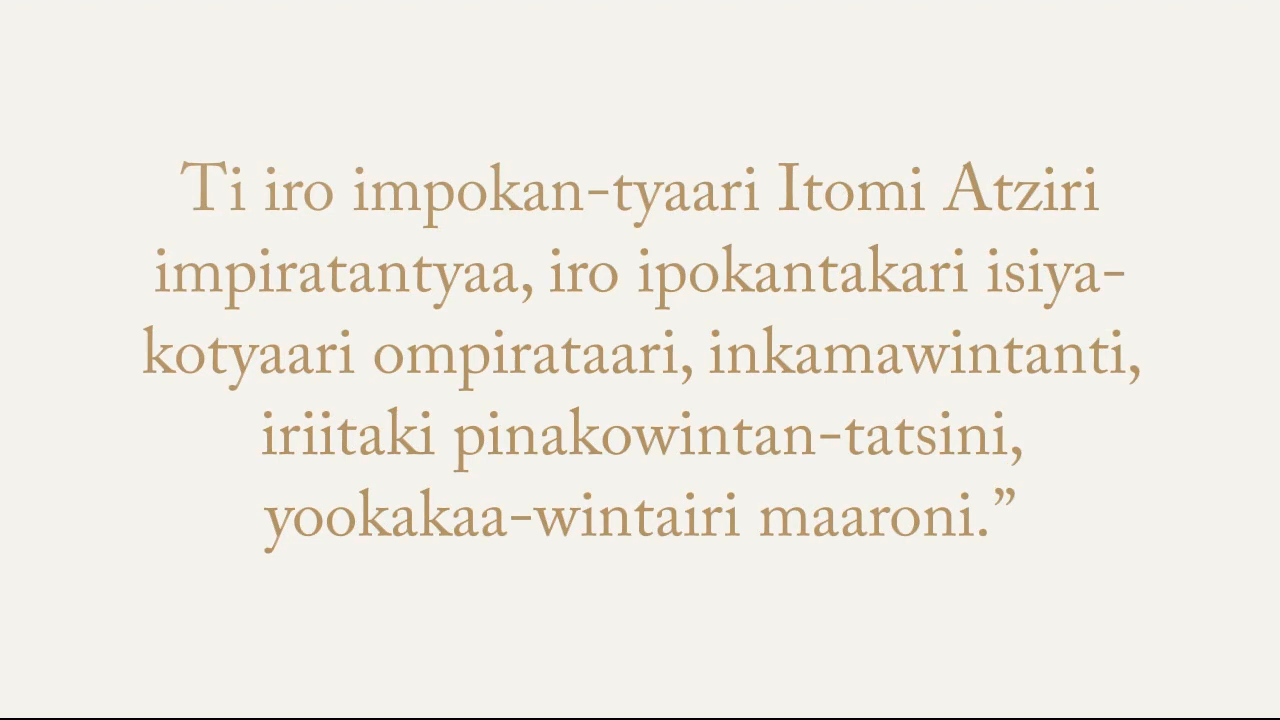 Ti iro impokan-tyaari Itomi Atziri
impiratantyaa, iro ipokantakari isiya-
kotyaari ompirataari, inkamawintanti,
iriitaki pinakowintan-tatsini,
yookakaa-wintairi maaroni.”